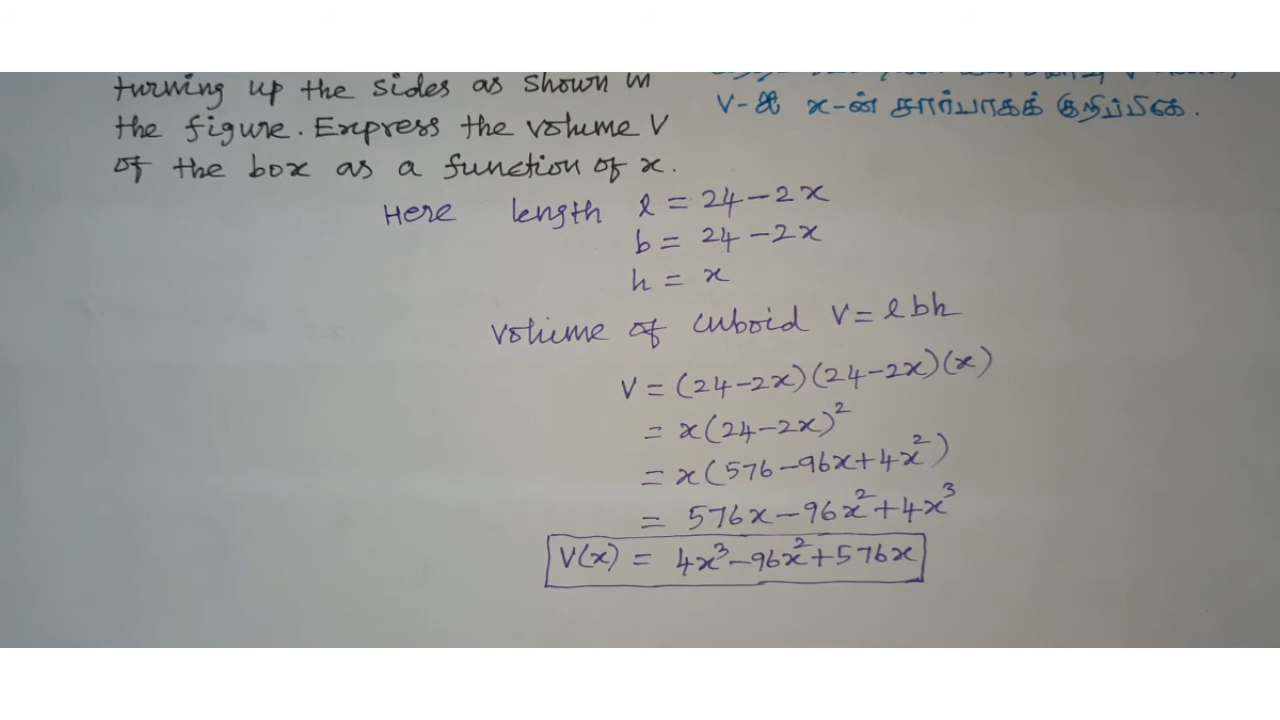 turning up the sides as shown in
the figure. Express the volume V
of the box as a function of x.
V-ஐ x-ன் சார்பாகக் குறிப்பிடுக.
Here length l = 24-2x
b = 24-2x
h = x
volume of cuboid V = lbh
V = (24-2x)(24-2x)(x)
= x(24-2x)²
= x(576-96x+4x²)
= 576x-96x²+4x³
V(x) = 4x³-96x²+576x